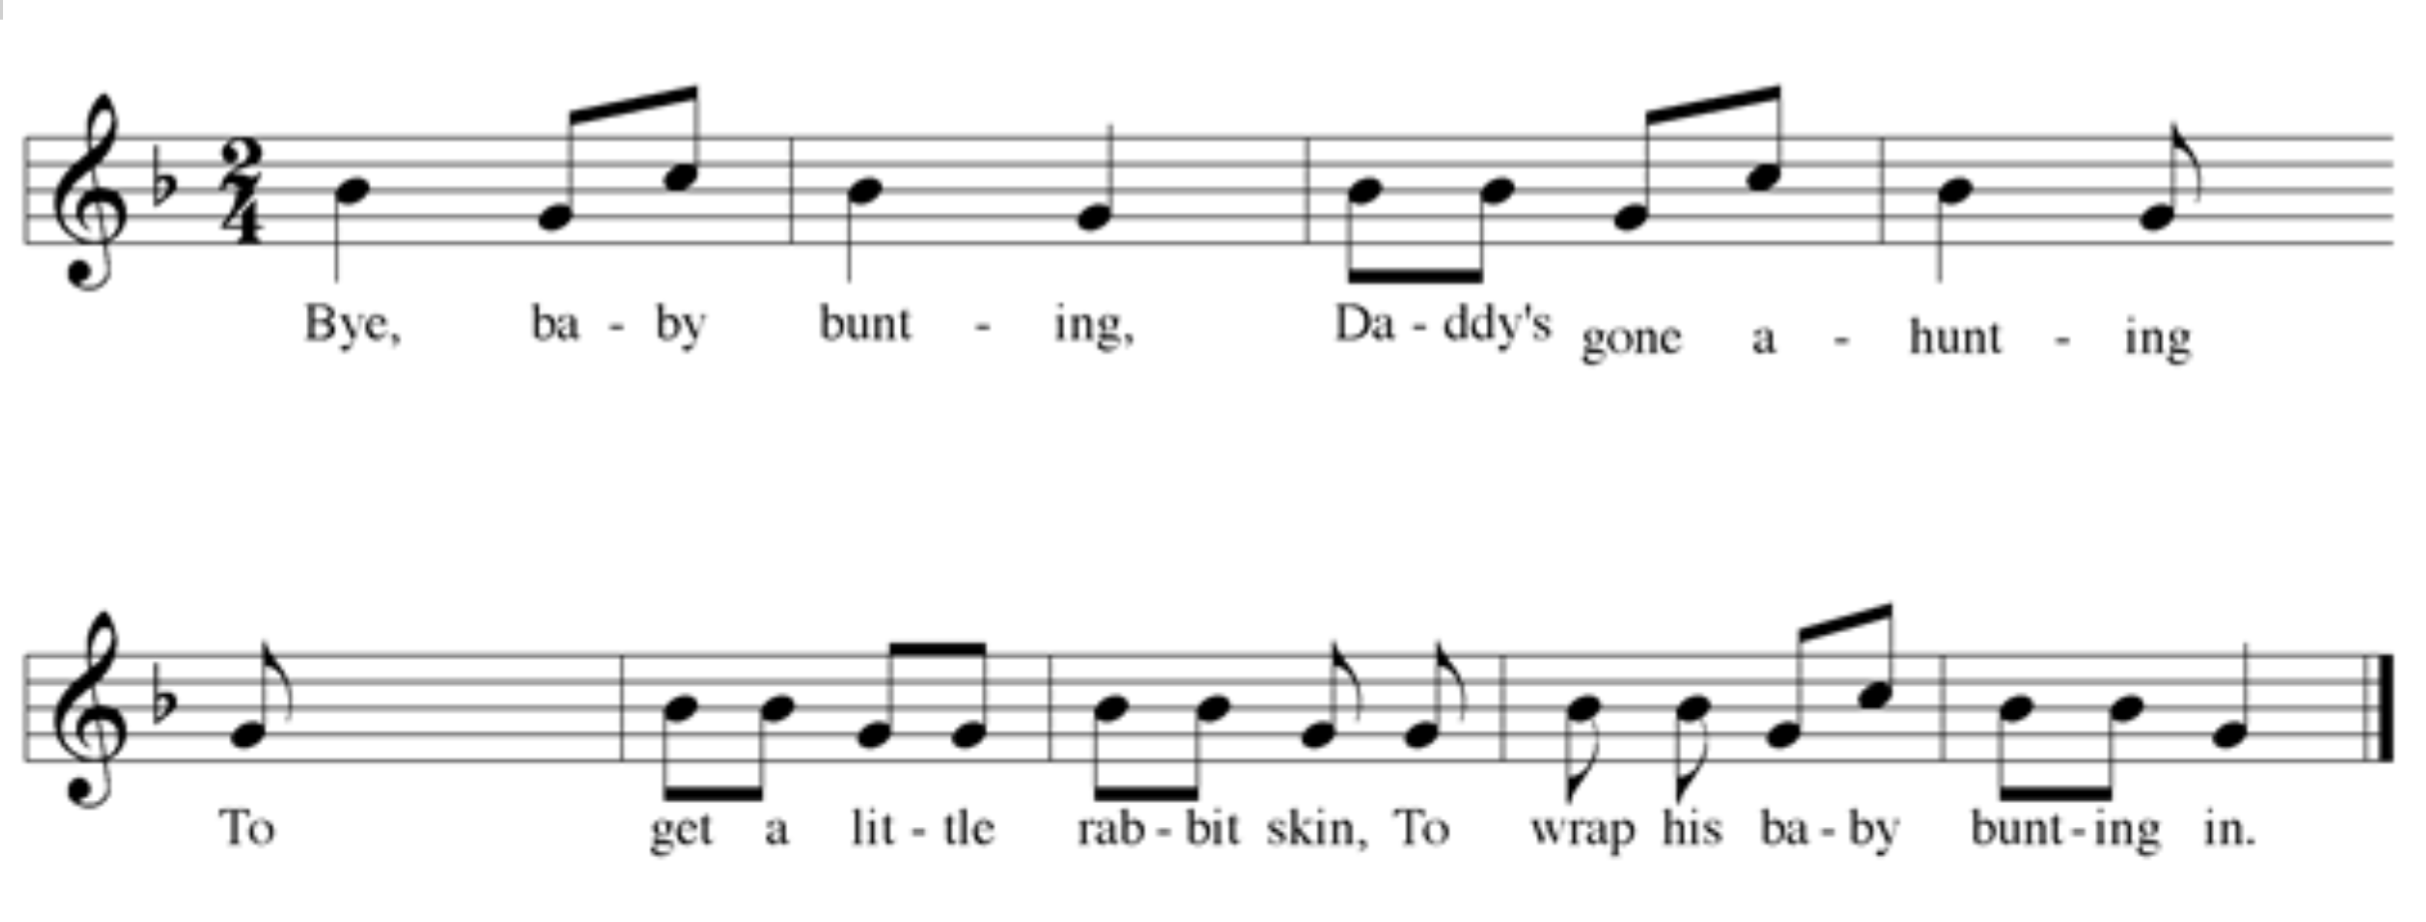 2
4
Bye, ba - by bunt - ing, Da - ddy's gone a - hunt - ing
To get a lit - tle rab - bit skin, To wrap his ba - by bunt - ing in.